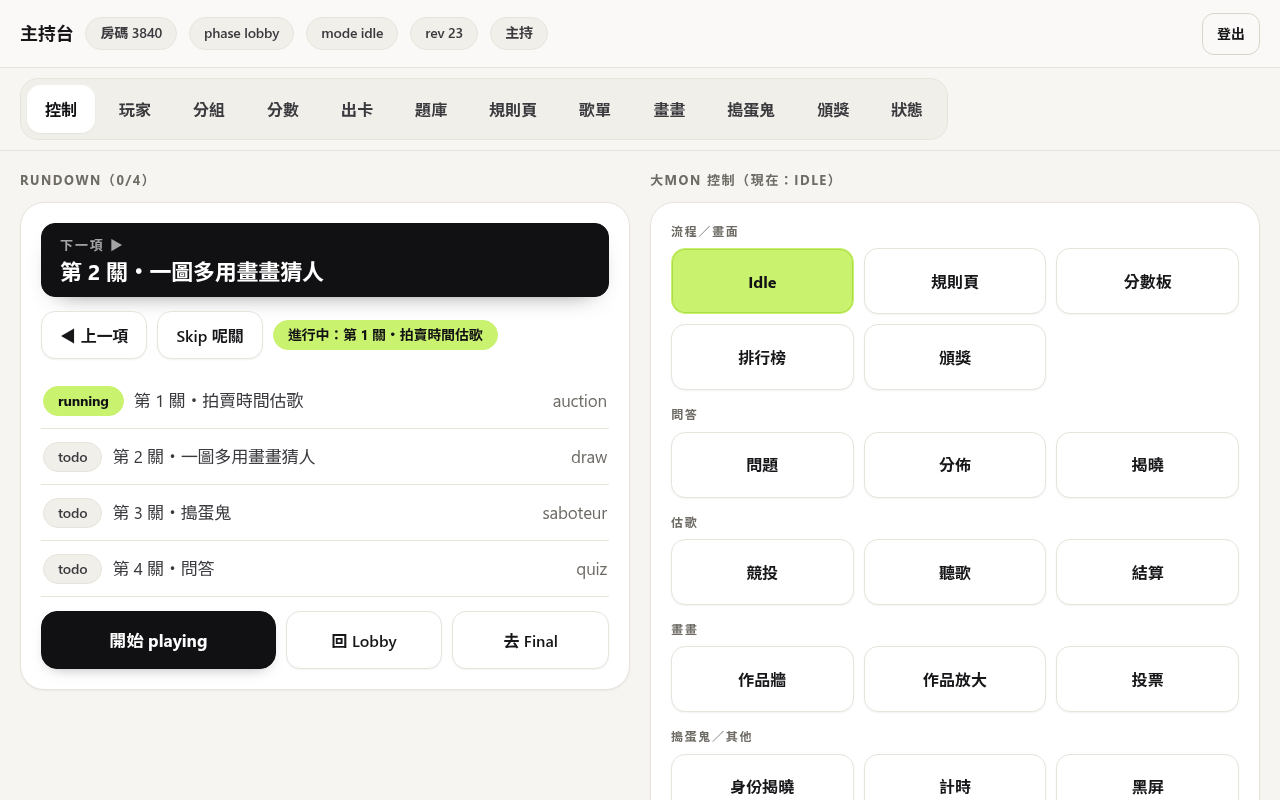 主持台
房碼 3840
phase lobby
mode idle
rev 23
主持
登出
控制
玩家
分組
分數
出卡
題庫
規則頁
歌單
畫畫
搗蛋鬼
頒獎
狀態
RUNDOWN（0/4）
下一項 ▶
第 2 關・一圖多用畫畫猜人
◀ 上一項
Skip 呢關
進行中：第 1 關・拍賣時間估歌
running 第 1 關・拍賣時間估歌 auction
todo 第 2 關・一圖多用畫畫猜人 draw
todo 第 3 關・搗蛋鬼 saboteur
todo 第 4 關・問答 quiz
開始 playing
回 Lobby
去 Final
大MON 控制（現在：IDLE）
流程／畫面
Idle
規則頁
分數板
排行榜
頒獎
問答
問題
分佈
揭曉
估歌
競投
聽歌
結算
畫畫
作品牆
作品放大
投票
搗蛋鬼／其他
身份揭曉
計時
黑屏